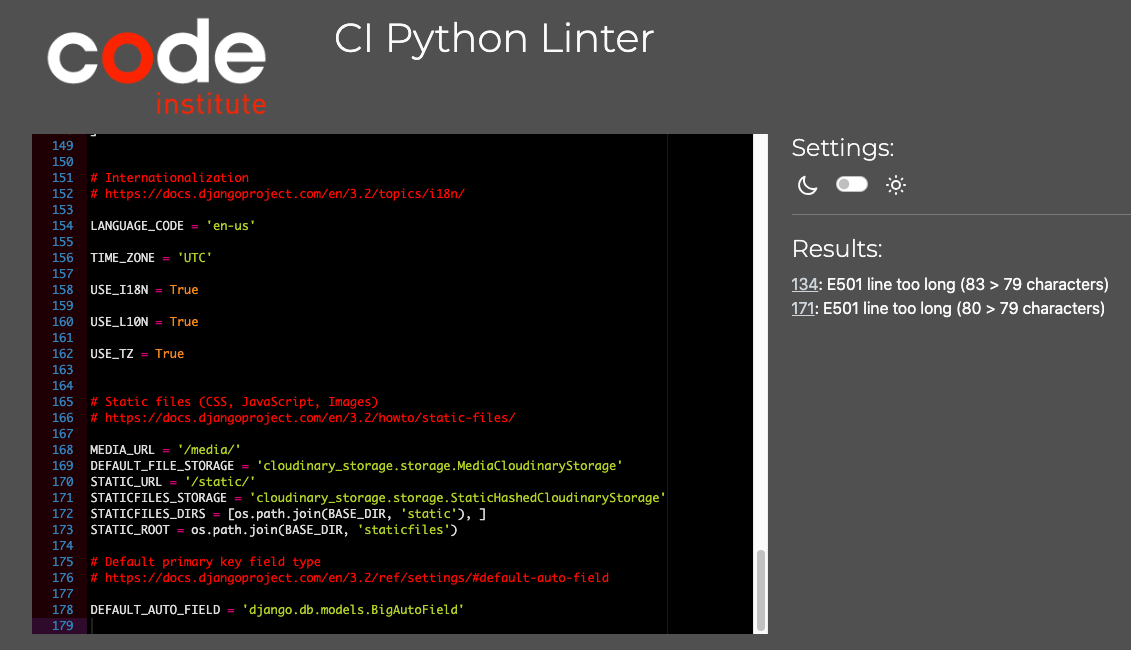 code
institute
CI Python Linter
149
150
151 # Internationalization
152 # https://docs.djangoproject.com/en/3.2/topics/i18n/
153
154 LANGUAGE_CODE = 'en-us'
155
156 TIME_ZONE = 'UTC'
157
158 USE_I18N = True
159
160 USE_L10N = True
161
162 USE_TZ = True
163
164
165 # Static files (CSS, JavaScript, Images)
166 # https://docs.djangoproject.com/en/3.2/howto/static-files/
167
168 MEDIA_URL = '/media/'
169 DEFAULT_FILE_STORAGE = 'cloudinary_storage.storage.MediaCloudinaryStorage'
170 STATIC_URL = '/static/'
171 STATICFILES_STORAGE = 'cloudinary_storage.storage.StaticHashedCloudinaryStorage'
172 STATICFILES_DIRS = [os.path.join(BASE_DIR, 'static'), ]
173 STATIC_ROOT = os.path.join(BASE_DIR, 'staticfiles')
174
175 # Default primary key field type
176 # https://docs.djangoproject.com/en/3.2/ref/settings/#default-auto-field
177
178 DEFAULT_AUTO_FIELD = 'django.db.models.BigAutoField'
179
Settings:
Results:
134: E501 line too long (83 > 79 characters)
171: E501 line too long (80 > 79 characters)